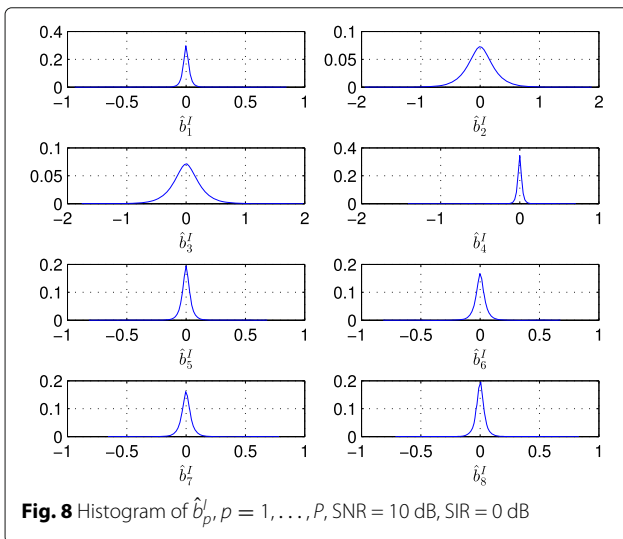 0.4
0.2
0
-1 -0.5 0 0.5 1
b̂₁ᴵ
0.1
0.05
0
-2 -1 0 1 2
b̂₂ᴵ
0.1
0.05
0
-2 -1 0 1 2
b̂₃ᴵ
0.4
0.2
0
-2 -1 0 1
b̂₄ᴵ
0.2
0.1
0
-1 -0.5 0 0.5 1
b̂₅ᴵ
0.2
0.1
0
-1 -0.5 0 0.5 1
b̂₆ᴵ
0.2
0.1
0
-1 -0.5 0 0.5 1
b̂₇ᴵ
0.2
0.1
0
-1 -0.5 0 0.5 1
b̂₈ᴵ
Fig. 8 Histogram of b̂ₚᴵ, p = 1, . . . , P, SNR = 10 dB, SIR = 0 dB